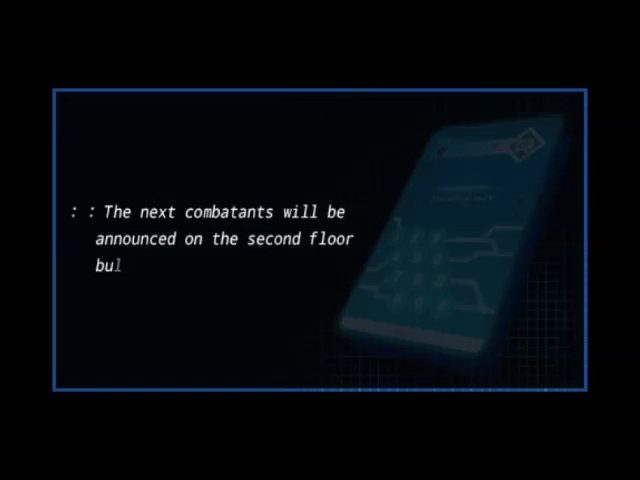 : : The next combatants will be
announced on the second floor
bul